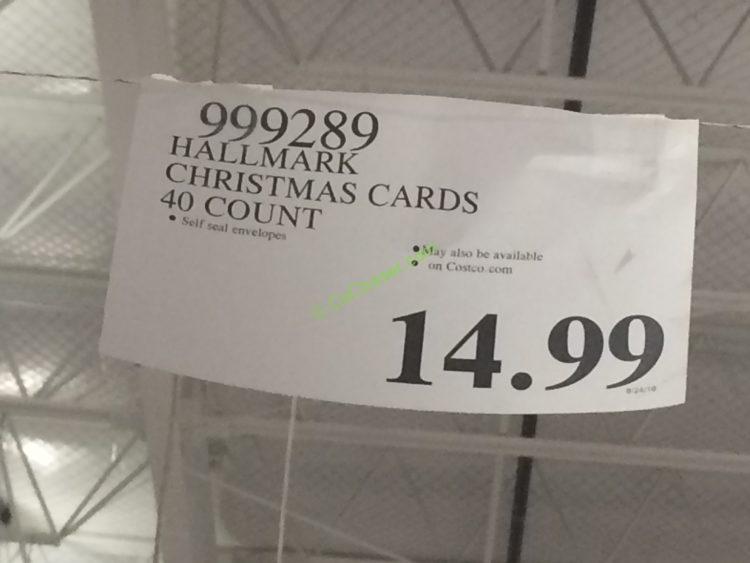 999289
HALLMARK
CHRISTMAS CARDS
40 COUNT
• Self seal envelopes
• May also be available
• on Costco.com
14.99